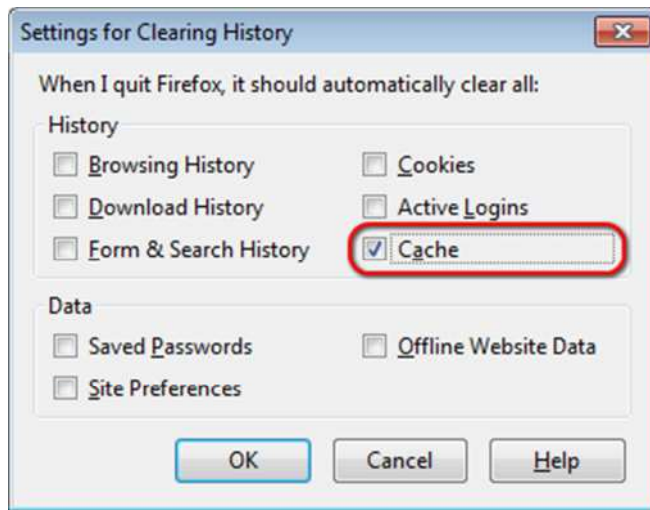 Settings for Clearing History
When I quit Firefox, it should automatically clear all:
History
Browsing History
Cookies
Download History
Active Logins
Form & Search History
Cache
Data
Saved Passwords
Offline Website Data
Site Preferences
OK
Cancel
Help